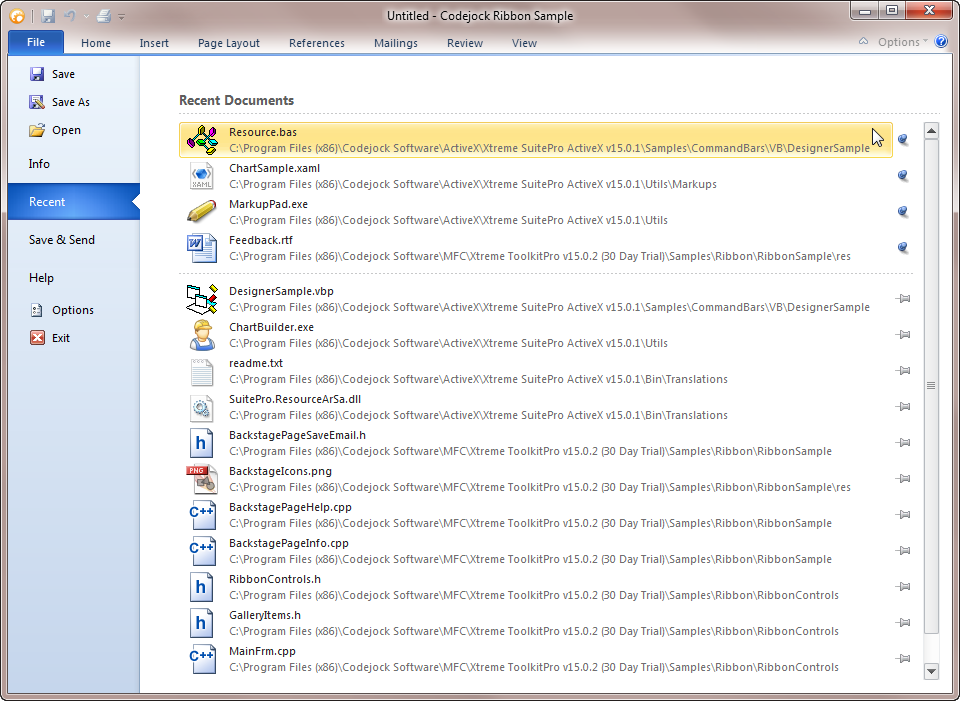 Untitled - Codejock Ribbon Sample
File Home Insert Page Layout References Mailings Review View Options
Save
Save As
Open
Info
Recent
Save & Send
Help
Options
Exit
Recent Documents
Resource.bas
C:\Program Files (x86)\Codejock Software\ActiveX\Xtreme SuitePro ActiveX v15.0.1\Samples\CommandBars\VB\DesignerSample
XAML
ChartSample.xaml
C:\Program Files (x86)\Codejock Software\ActiveX\Xtreme SuitePro ActiveX v15.0.1\Utils\Markups
MarkupPad.exe
C:\Program Files (x86)\Codejock Software\ActiveX\Xtreme SuitePro ActiveX v15.0.1\Utils
W
Feedback.rtf
C:\Program Files (x86)\Codejock Software\MFC\Xtreme ToolkitPro v15.0.2 (30 Day Trial)\Samples\Ribbon\RibbonSample\res
DesignerSample.vbp
C:\Program Files (x86)\Codejock Software\ActiveX\Xtreme SuitePro ActiveX v15.0.1\Samples\CommandBars\VB\DesignerSample
ChartBuilder.exe
C:\Program Files (x86)\Codejock Software\ActiveX\Xtreme SuitePro ActiveX v15.0.1\Utils
readme.txt
C:\Program Files (x86)\Codejock Software\ActiveX\Xtreme SuitePro ActiveX v15.0.1\Bin\Translations
SuitePro.ResourceArSa.dll
C:\Program Files (x86)\Codejock Software\ActiveX\Xtreme SuitePro ActiveX v15.0.1\Bin\Translations
h
BackstagePageSaveEmail.h
C:\Program Files (x86)\Codejock Software\MFC\Xtreme ToolkitPro v15.0.2 (30 Day Trial)\Samples\Ribbon\RibbonSample
PNG
BackstageIcons.png
C:\Program Files (x86)\Codejock Software\MFC\Xtreme ToolkitPro v15.0.2 (30 Day Trial)\Samples\Ribbon\RibbonSample\res
C++
BackstagePageHelp.cpp
C:\Program Files (x86)\Codejock Software\MFC\Xtreme ToolkitPro v15.0.2 (30 Day Trial)\Samples\Ribbon\RibbonSample
C++
BackstagePageInfo.cpp
C:\Program Files (x86)\Codejock Software\MFC\Xtreme ToolkitPro v15.0.2 (30 Day Trial)\Samples\Ribbon\RibbonSample
h
RibbonControls.h
C:\Program Files (x86)\Codejock Software\MFC\Xtreme ToolkitPro v15.0.2 (30 Day Trial)\Samples\Ribbon\RibbonControls
h
GalleryItems.h
C:\Program Files (x86)\Codejock Software\MFC\Xtreme ToolkitPro v15.0.2 (30 Day Trial)\Samples\Ribbon\RibbonControls
C++
MainFrm.cpp
C:\Program Files (x86)\Codejock Software\MFC\Xtreme ToolkitPro v15.0.2 (30 Day Trial)\Samples\Ribbon\RibbonControls